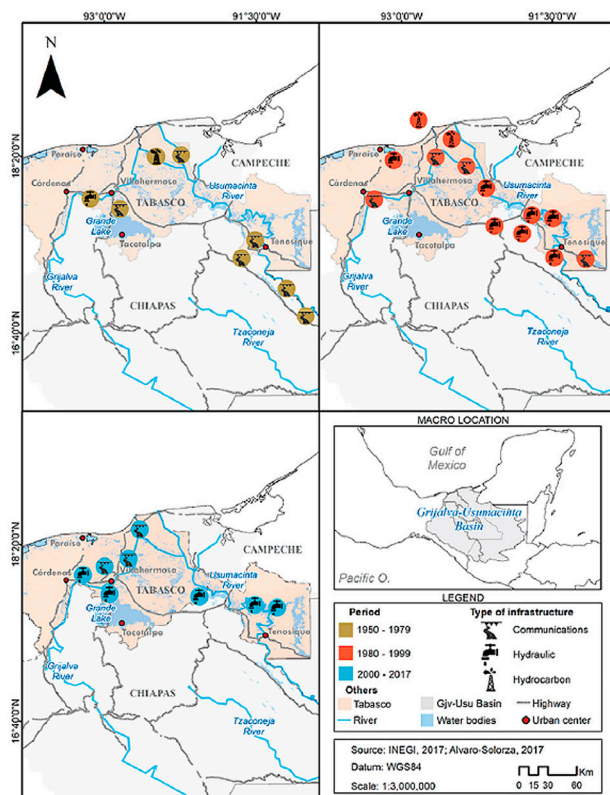 93°0'0"W 91°30'0"W 93°0'0"W 91°30'0"W
N
18°20'0"N
16°40'0"N
Paraíso
Cárdenas
Villahermosa
CAMPECHE
Usumacinta River
TABASCO
Grande Lake
Tacotalpa
Tenosique
Grijalva River
CHIAPAS
Tzaconeja River
Paraíso
Cárdenas
Villahermosa
CAMPECHE
Usumacinta River
TABASCO
Grande Lake
Tacotalpa
Tenosique
Grijalva River
CHIAPAS
Tzaconeja River
18°20'0"N
16°40'0"N
Paraíso
Cárdenas
Villahermosa
CAMPECHE
Usumacinta River
TABASCO
Grande Lake
Tacotalpa
Tenosique
Grijalva River
CHIAPAS
Tzaconeja River
MACRO LOCATION
Gulf of
Mexico
Grijalva-Usumacinta
Basin
Pacific O.
LEGEND
Period Type of infrastructure
1950 - 1979 Communications
1980 - 1999 Hydraulic
2000 - 2017 Hydrocarbon
Others
Tabasco Gjv-Usu Basin Highway
River Water bodies Urban center
Source: INEGI, 2017; Alvaro-Solorza, 2017
Datum: WGS84
Scale: 1:3,000,000
Km
0 15 30 60